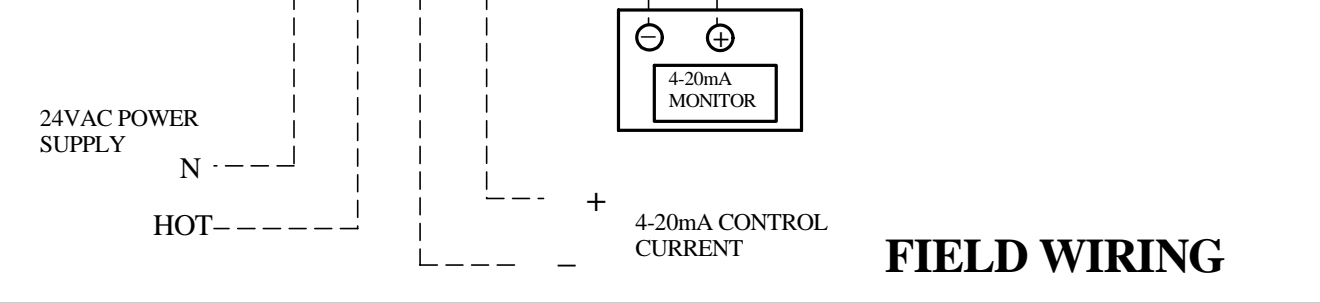 − +
4-20mA
MONITOR
24VAC POWER
SUPPLY
N
HOT
+
4-20mA CONTROL
CURRENT
−
FIELD WIRING